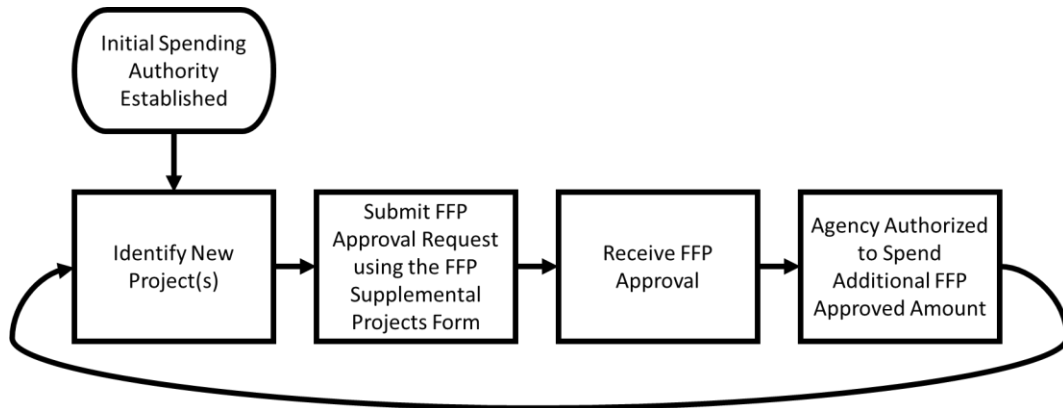 Initial Spending
Authority
Established
Identify New
Project(s)
Submit FFP
Approval Request
using the FFP
Supplemental
Projects Form
Receive FFP
Approval
Agency Authorized
to Spend
Additional FFP
Approved Amount